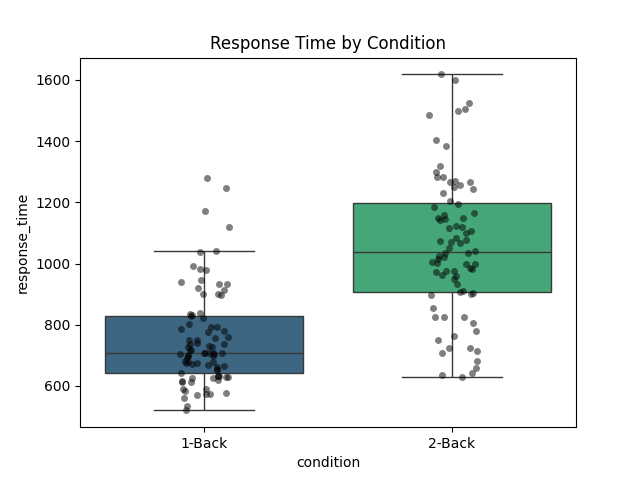 Response Time by Condition
response_time
1600
1400
1200
1000
800
600
1-Back
2-Back
condition